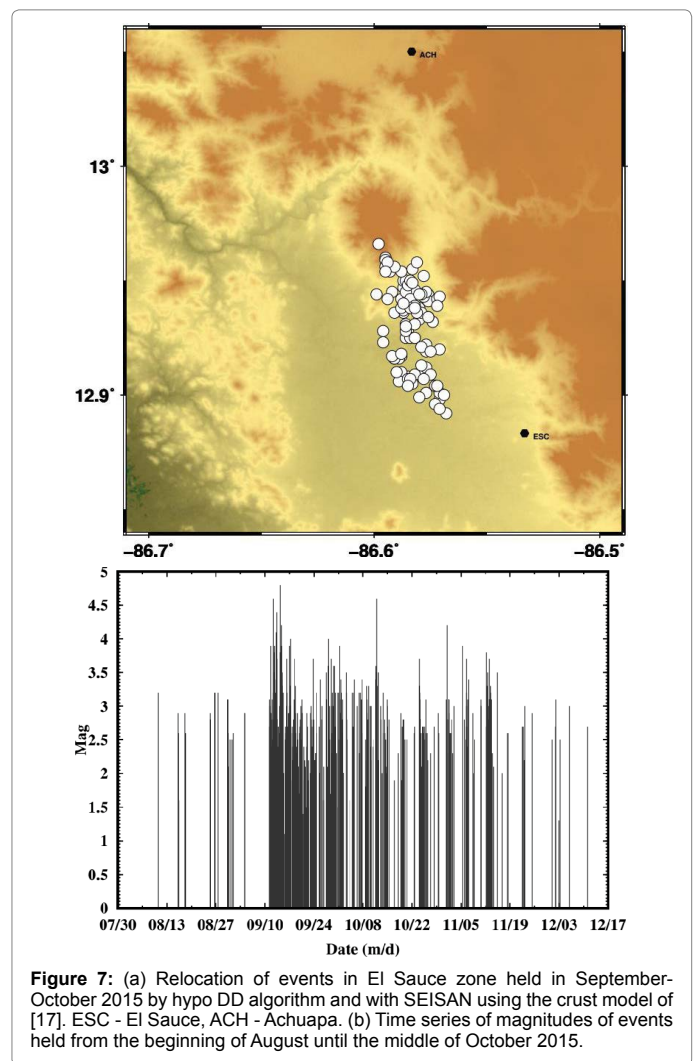 ACH
13°
12.9°
ESC
−86.7° −86.6° −86.5°
5
4.5
4
3.5
3
2.5
2
1.5
1
0.5
0
Mag
07/30 08/13 08/27 09/10 09/24 10/08 10/22 11/05 11/19 12/03 12/17
Date (m/d)
Figure 7: (a) Relocation of events in El Sauce zone held in September-
October 2015 by hypo DD algorithm and with SEISAN using the crust model of
[17]. ESC - El Sauce, ACH - Achuapa. (b) Time series of magnitudes of events
held from the beginning of August until the middle of October 2015.